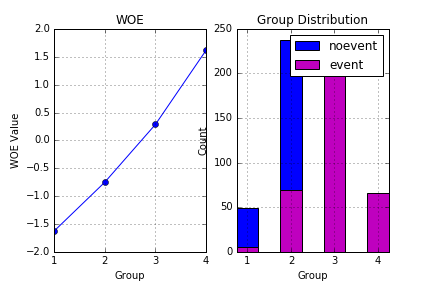 WOE
2.0
1.5
1.0
0.5
0.0
−0.5
−1.0
−1.5
−2.0
WOE Value
1 2 3 4
Group
Group Distribution
250
200
150
100
50
0
Count
noevent
event
1 2 3 4
Group